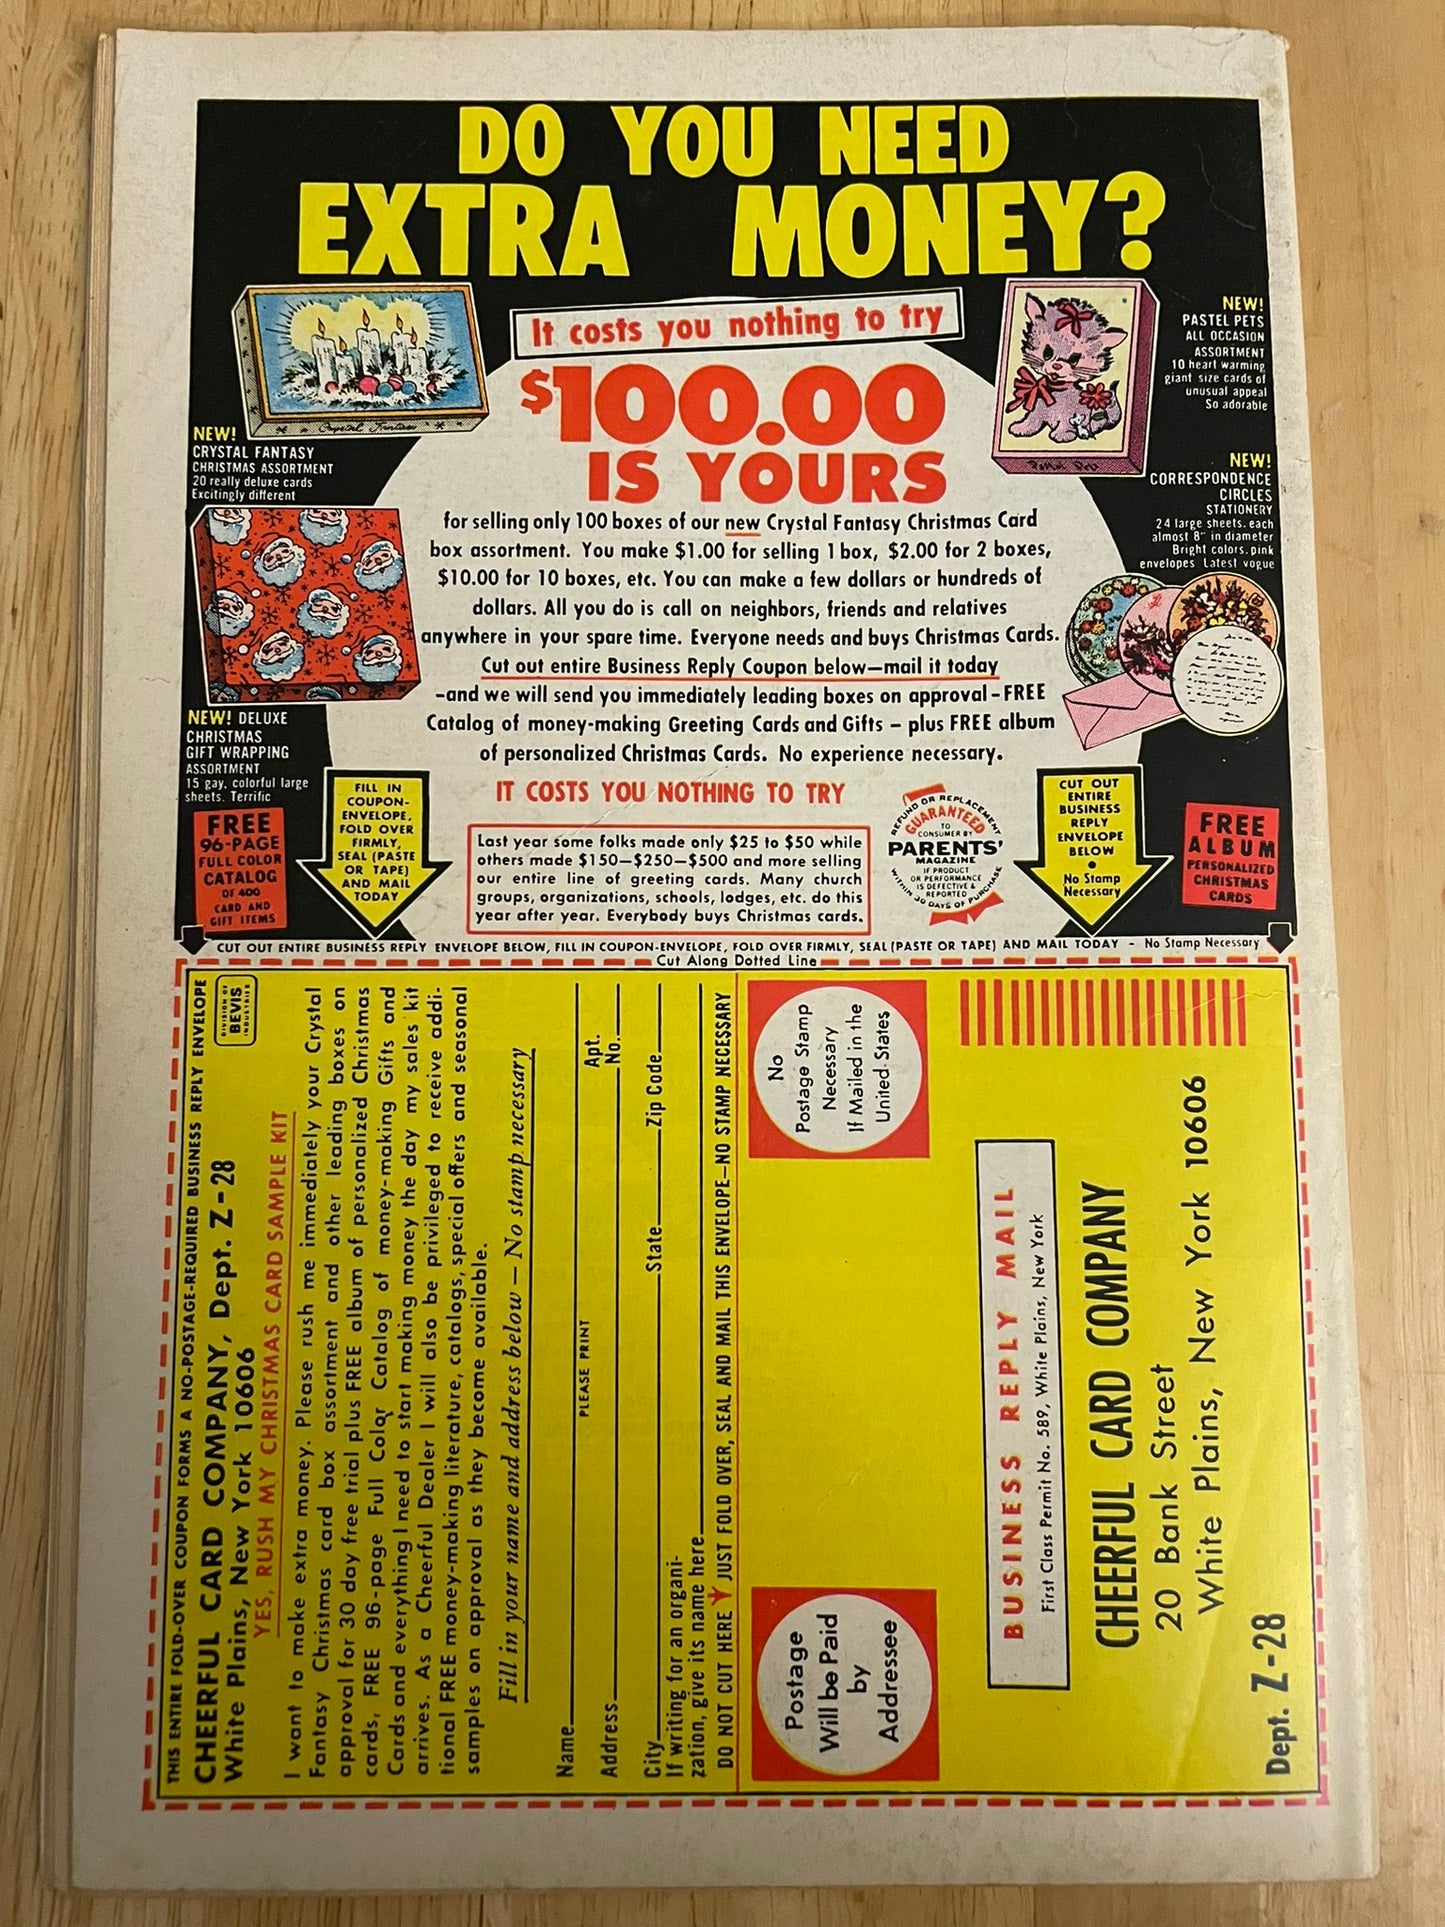 DO YOU NEED
EXTRA MONEY?
It costs you nothing to try
$100.00
IS YOURS
NEW!
CRYSTAL FANTASY
CHRISTMAS ASSORTMENT
20 really deluxe cards
Excitingly different
NEW!
PASTEL PETS
ALL OCCASION
ASSORTMENT
10 heart warming
giant size cards of
unusual appeal
So adorable
NEW!
CORRESPONDENCE
CIRCLES
STATIONERY
24 large sheets. each
almost 8" in diameter
Bright colors. pink
envelopes Latest vogue
for selling only 100 boxes of our new Crystal Fantasy Christmas Card
box assortment. You make $1.00 for selling 1 box, $2.00 for 2 boxes,
$10.00 for 10 boxes, etc. You can make a few dollars or hundreds of
dollars. All you do is call on neighbors, friends and relatives
anywhere in your spare time. Everyone needs and buys Christmas Cards.
Cut out entire Business Reply Coupon below—mail it today
-and we will send you immediately leading boxes on approval-FREE
Catalog of money-making Greeting Cards and Gifts - plus FREE album
of personalized Christmas Cards. No experience necessary.
NEW! DELUXE
CHRISTMAS
GIFT WRAPPING
ASSORTMENT
15 gay, colorful large
sheets. Terrific
IT COSTS YOU NOTHING TO TRY
FREE
96-PAGE
FULL COLOR
CATALOG
OF 400
CARD AND
GIFT ITEMS
FILL IN
COUPON-
ENVELOPE,
FOLD OVER
FIRMLY,
SEAL (PASTE
OR TAPE)
AND MAIL
TODAY
Last year some folks made only $25 to $50 while
others made $150—$250—$500 and more selling
our entire line of greeting cards. Many church
groups, organizations, schools, lodges, etc. do this
year after year. Everybody buys Christmas cards.
REFUND OR REPLACEMENT
GUARANTEED
TO
CONSUMER BY
PARENTS'
MAGAZINE
IF PRODUCT
OR PERFORMANCE
IS DEFECTIVE &
REPORTED
WITHIN 30 DAYS OF PURCHASE
CUT OUT
ENTIRE
BUSINESS
REPLY
ENVELOPE
BELOW
•
No Stamp
Necessary
FREE
ALBUM
PERSONALIZED
CHRISTMAS
CARDS
CUT OUT ENTIRE BUSINESS REPLY ENVELOPE BELOW, FILL IN COUPON-ENVELOPE, FOLD OVER FIRMLY, SEAL (PASTE OR TAPE) AND MAIL TODAY - No Stamp Necessary
Cut Along Dotted Line
THIS ENTIRE FOLD-OVER COUPON FORMS A NO-POSTAGE-REQUIRED BUSINESS REPLY ENVELOPE
CHEERFUL CARD COMPANY, Dept. Z-28
White Plains, New York 10606
DIVISION OF
BEVIS
INDUSTRIES
YES, RUSH MY CHRISTMAS CARD SAMPLE KIT
I want to make extra money. Please rush me immediately your Crystal
Fantasy Christmas card box assortment and other leading boxes on
approval for 30 day free trial plus FREE album of personalized Christmas
cards, FREE 96-page Full Color Catalog of money-making Gifts and
Cards and everything I need to start making money the day my sales kit
arrives. As a Cheerful Dealer I will also be privileged to receive addi-
tional FREE money-making literature, catalogs, special offers and seasonal
samples on approval as they become available.
Fill in your name and address below — No stamp necessary
Name
PLEASE PRINT
Address Apt. No.
City State Zip Code
If writing for an organi-
zation, give its name here
DO NOT CUT HERE JUST FOLD OVER, SEAL AND MAIL THIS ENVELOPE—NO STAMP NECESSARY
No
Postage Stamp
Necessary
If Mailed in the
United States
Postage
Will be Paid
by
Addressee
BUSINESS REPLY MAIL
First Class Permit No. 589, White Plains, New York
CHEERFUL CARD COMPANY
20 Bank Street
White Plains, New York 10606
Dept. Z-28